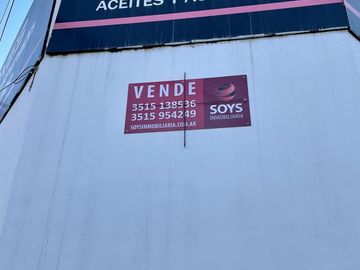 ACEITES Y
VENDE
3515 138536
3515 954249
SOYSINMOBILIARIA.COM.AR
SOYS
INMOBILIARIA